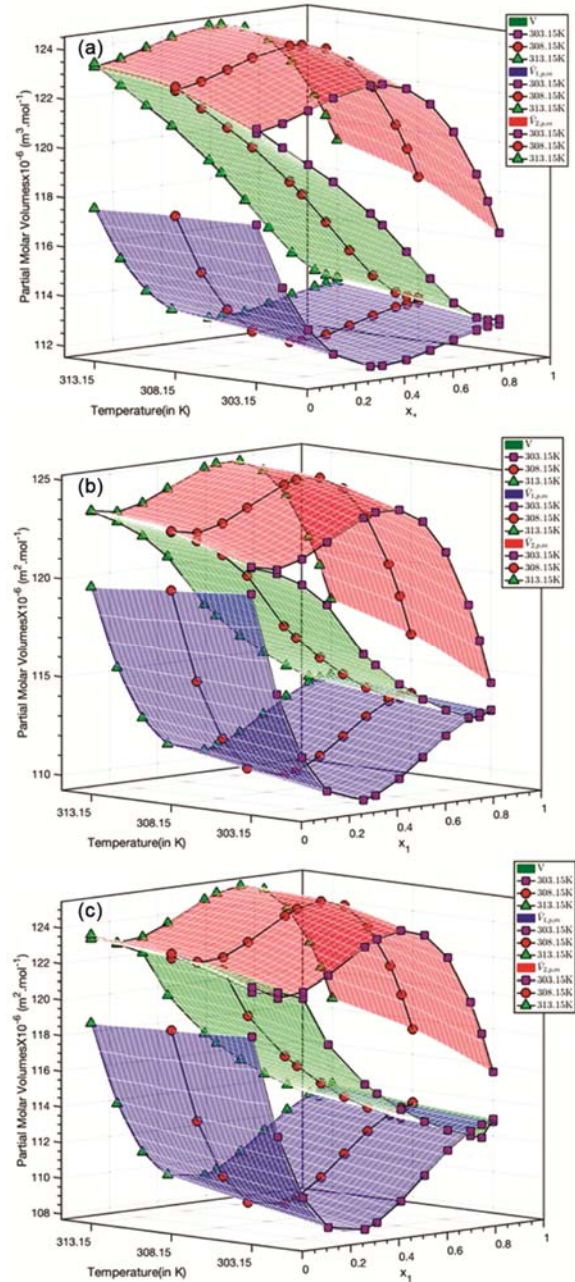 (a)
Partial Molar Volumesx10-6 (m3.mol-1)
124
122
120
118
116
114
112
313.15
308.15
303.15
Temperature(in K)
0
0.2
0.4
0.6
0.8
1
V
303.15K
308.15K
313.15K
V̄1,p,m
303.15K
308.15K
313.15K
V̄2,p,m
303.15K
308.15K
313.15K
(b)
Partial Molar VolumesX10-6 (m2.mol-1)
125
120
115
110
313.15
308.15
303.15
Temperature(in K)
0
0.2
0.4
0.6
0.8
1
x1
V
303.15K
308.15K
313.15K
V̄1,p,m
303.15K
308.15K
313.15K
V̄2,p,m
303.15K
308.15K
313.15K
(c)
Partial Molar VolumesX10-6 (m2.mol-1)
124
122
120
118
116
114
112
110
108
313.15
308.15
303.15
Temperature(in K)
0
0.2
0.4
0.6
0.8
1
x1
V
303.15K
308.15K
313.15K
V̄1,p,m
303.15K
308.15K
313.15K
V̄2,p,m
303.15K
308.15K
313.15K